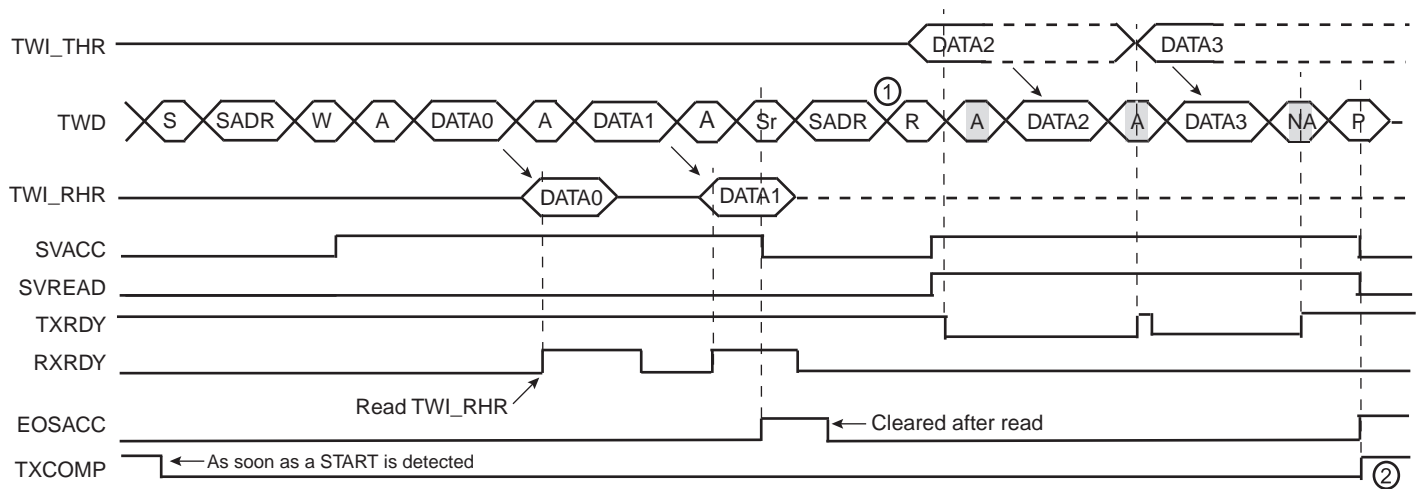 TWI_THR DATA2 DATA3
1
TWD S SADR W A DATA0 A DATA1 A Sr SADR R A DATA2 A DATA3 NA P
TWI_RHR DATA0 DATA1
SVACC
SVREAD
TXRDY
RXRDY
Read TWI_RHR
EOSACC Cleared after read
TXCOMP As soon as a START is detected 2